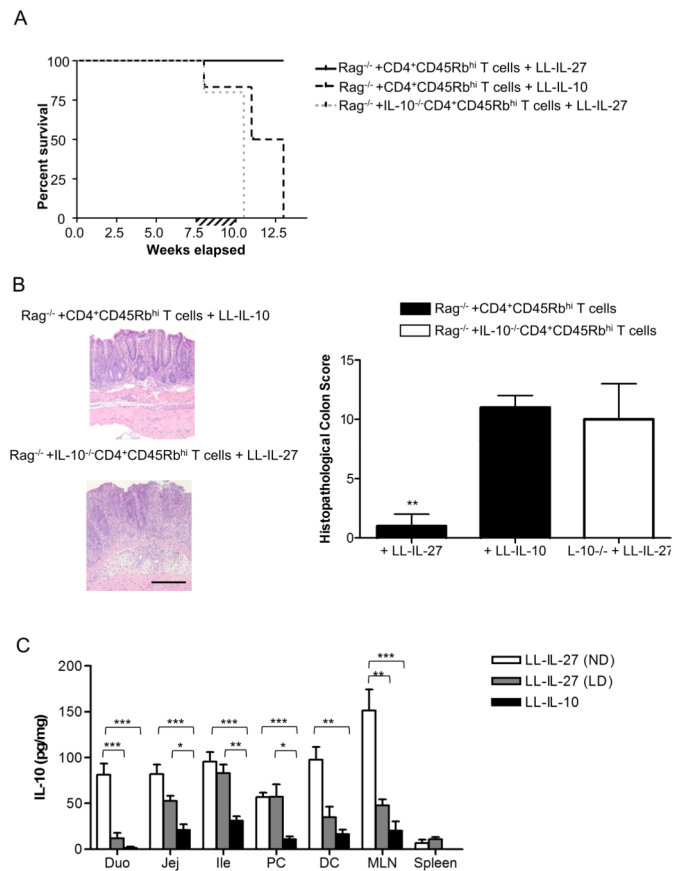 A
Percent survival
100
75
50
25
0
0.0 2.5 5.0 7.5 10.0 12.5
Weeks elapsed
Rag-/- +CD4+CD45Rbhi T cells + LL-IL-27
Rag-/- +CD4+CD45Rbhi T cells + LL-IL-10
Rag-/- +IL-10-/-CD4+CD45Rbhi T cells + LL-IL-27
B
Rag-/- +CD4+CD45Rbhi T cells + LL-IL-10
Rag-/- +IL-10-/-CD4+CD45Rbhi T cells + LL-IL-27
Rag-/- +CD4+CD45Rbhi T cells
Rag-/- +IL-10-/-CD4+CD45Rbhi T cells
Histopathological Colon Score
15
10
5
0
**
+ LL-IL-27 + LL-IL-10 L-10-/- + LL-IL-27
C
IL-10 (pg/mg)
200
150
100
50
0
*** *** *** *** ** ***
*** * ** * **
Duo Jej Ile PC DC MLN Spleen
LL-IL-27 (ND)
LL-IL-27 (LD)
LL-IL-10